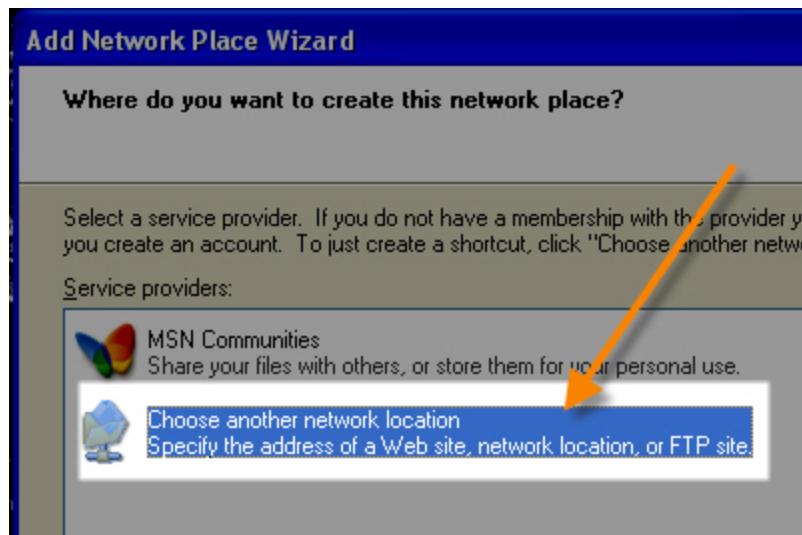 Add Network Place Wizard
Where do you want to create this network place?
Select a service provider. If you do not have a membership with the provider
you create an account. To just create a shortcut, click "Choose another
Service providers:
MSN Communities
Share your files with others, or store them for your personal use.
Choose another network location
Specify the address of a Web site, network location, or FTP site.